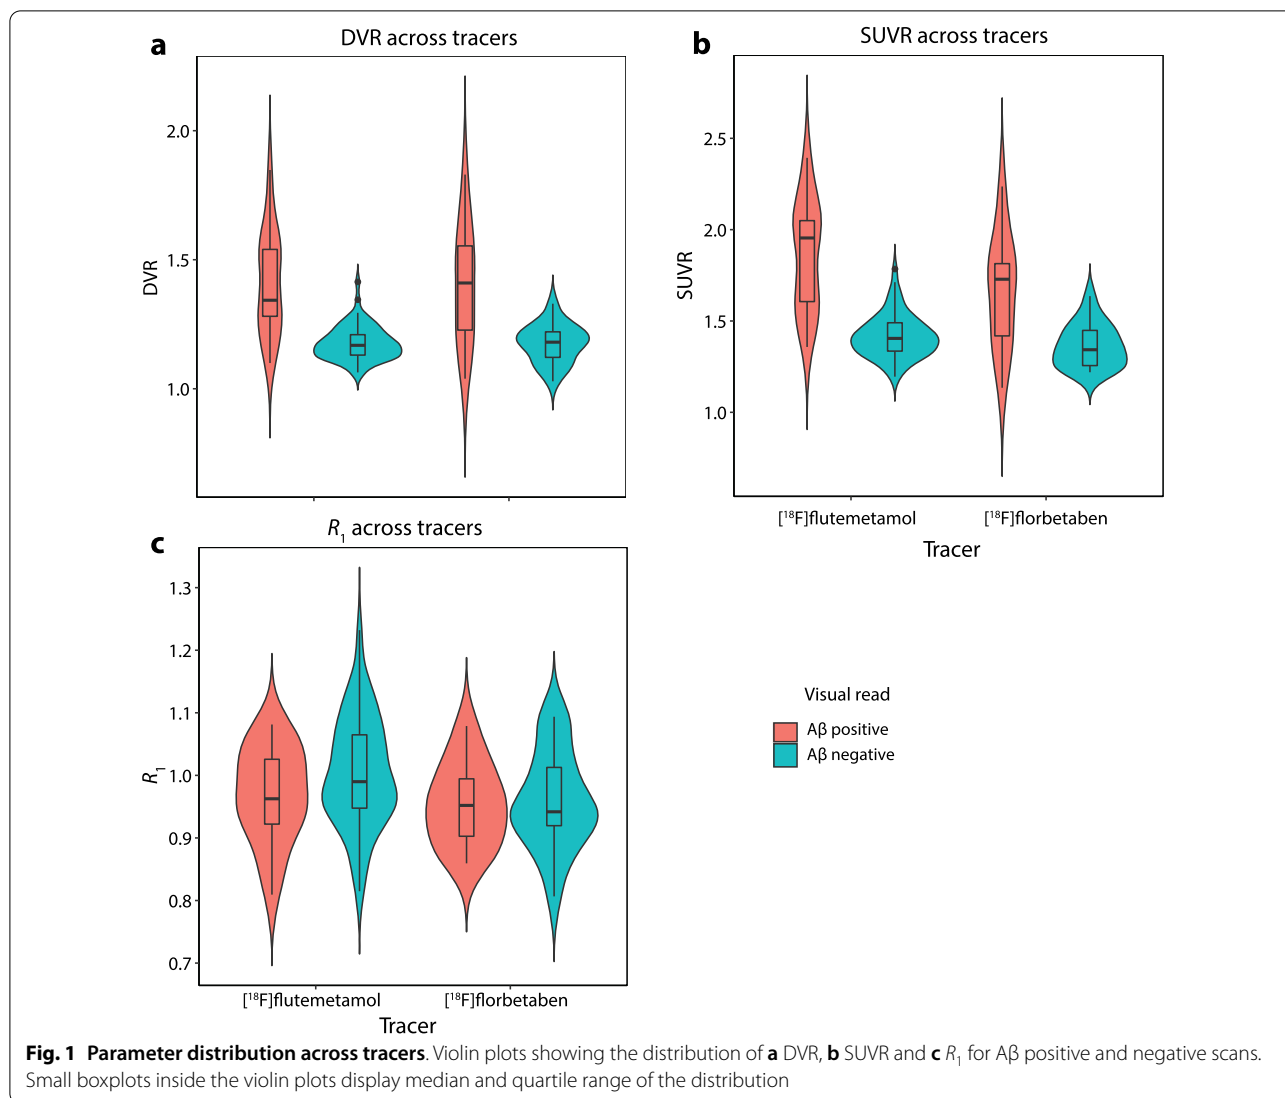 a
DVR across tracers
2.0
1.5
1.0
DVR
b
SUVR across tracers
2.5
2.0
1.5
1.0
SUVR
[¹⁸F]flutemetamol
[¹⁸F]florbetaben
Tracer
c
R₁ across tracers
1.3
1.2
1.1
1.0
0.9
0.8
0.7
R₁
[¹⁸F]flutemetamol
[¹⁸F]florbetaben
Tracer
Visual read
Aβ positive
Aβ negative
Fig. 1 Parameter distribution across tracers. Violin plots showing the distribution of a DVR, b SUVR and c R₁ for Aβ positive and negative scans.
Small boxplots inside the violin plots display median and quartile range of the distribution